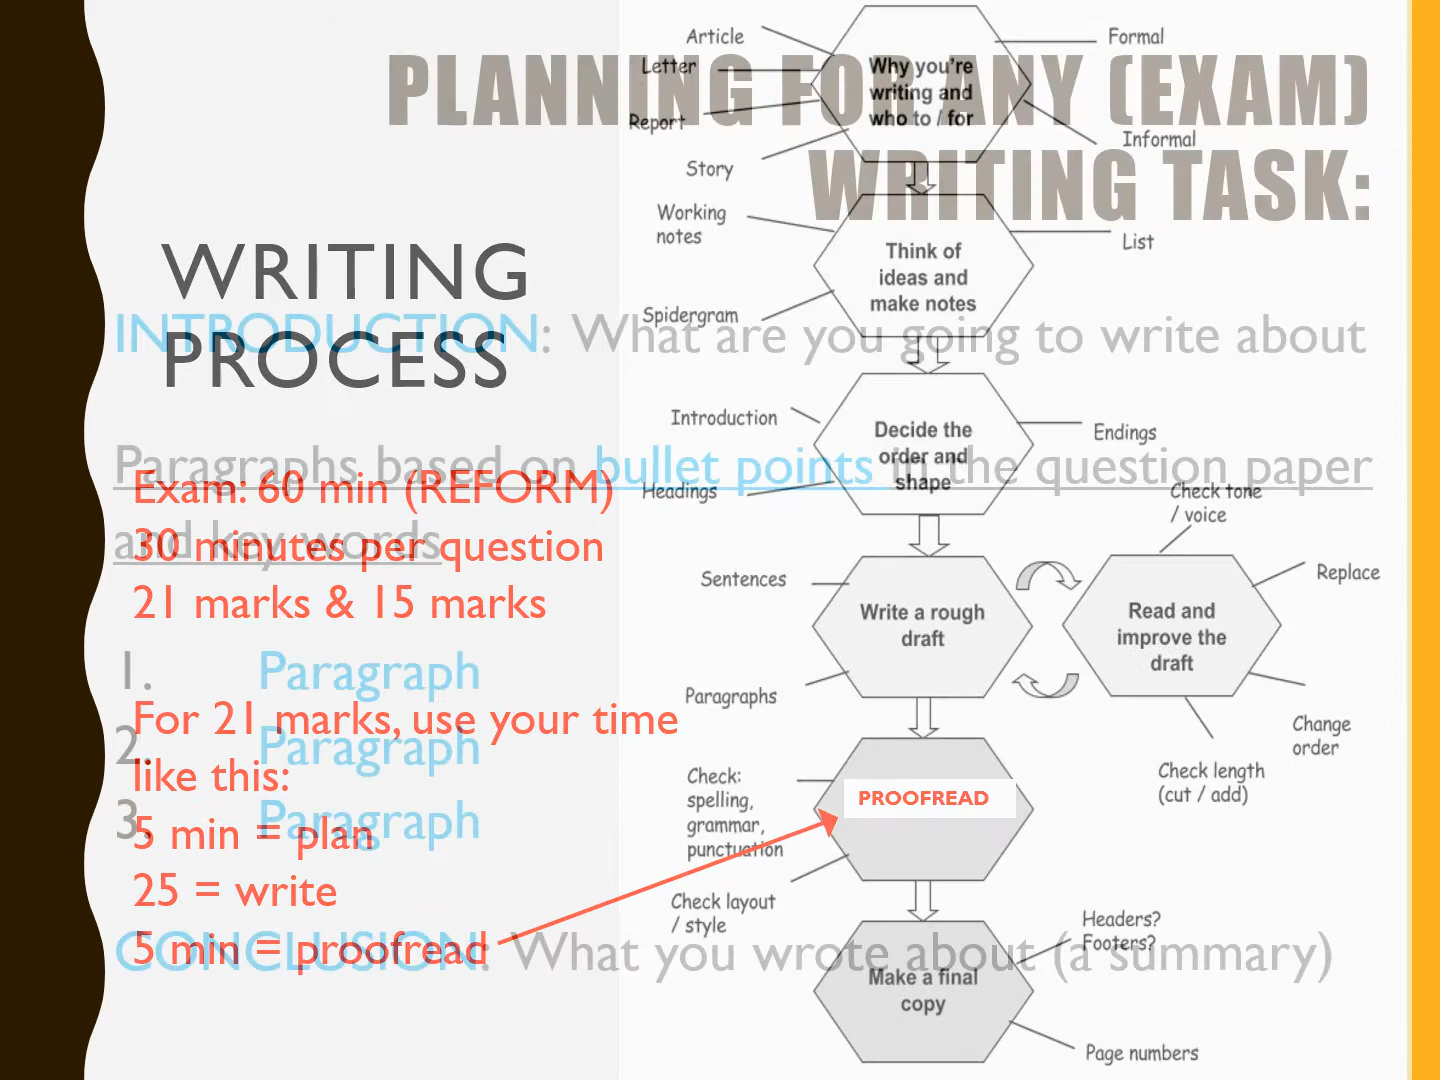 PLANNING FOR ANY (EXAM)
WRITING TASK:
WRITING
PROCESS
INTRODUCTION: What are you going to write about
Paragraphs based on bullet points in the question paper
and key words
1. Paragraph
2. Paragraph
3. Paragraph
CONCLUSION: What you wrote about (a summary)
Exam: 60 min (REFORM)
30 minutes per question
21 marks & 15 marks
For 21 marks, use your time
like this:
5 min = plan
25 = write
5 min = proofread
Article
Letter
Report
Story
Why you're
writing and
who to / for
Formal
Informal
Working
notes
Spidergram
Think of
ideas and
make notes
List
Introduction
Headings
Decide the
order and
shape
Endings
Sentences
Paragraphs
Write a rough
draft
Check tone
/ voice
Replace
Read and
improve the
draft
Change
order
Check length
(cut / add)
Check:
spelling,
grammar,
punctuation
Check layout
/ style
PROOFREAD
Make a final
copy
Headers?
Footers?
Page numbers